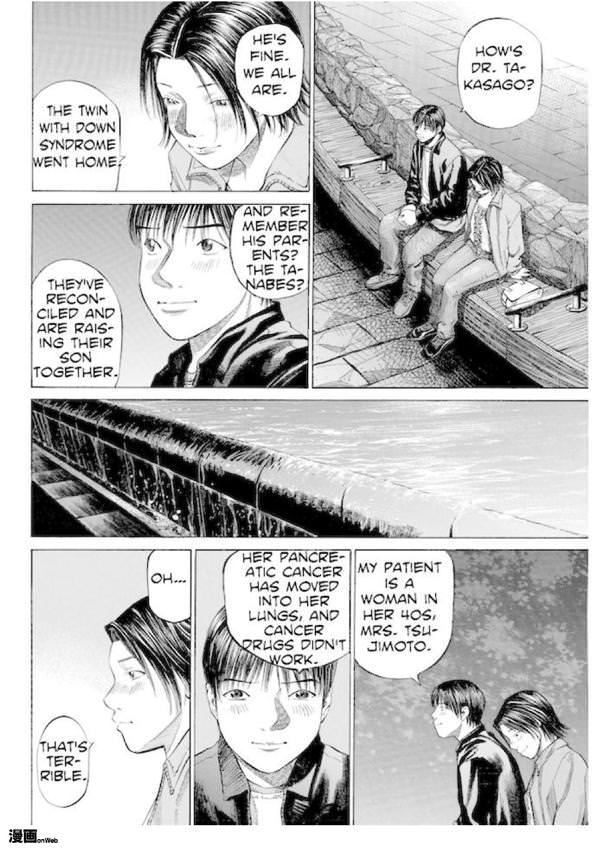 HOW'S
DR. TA-
KASAGO?
HE'S
FINE.
WE ALL
ARE.
THE TWIN
WITH DOWN
SYNDROME
WENT HOME.
AND RE-
MEMBER
HIS PAR-
ENTS?
THE TA-
NABES?
THEY'VE
RECON-
CILED AND
ARE RAIS-
ING THEIR
SON
TOGETHER.
MY PATIENT
IS A
WOMAN IN
HER 40S,
MRS. TSU-
JIMOTO.
HER PANCRE-
ATIC CANCER
HAS MOVED
INTO HER
LUNGS, AND
CANCER
DRUGS DIDN'T
WORK.
OH...
THAT'S
TER-
RIBLE.
漫画onWeb